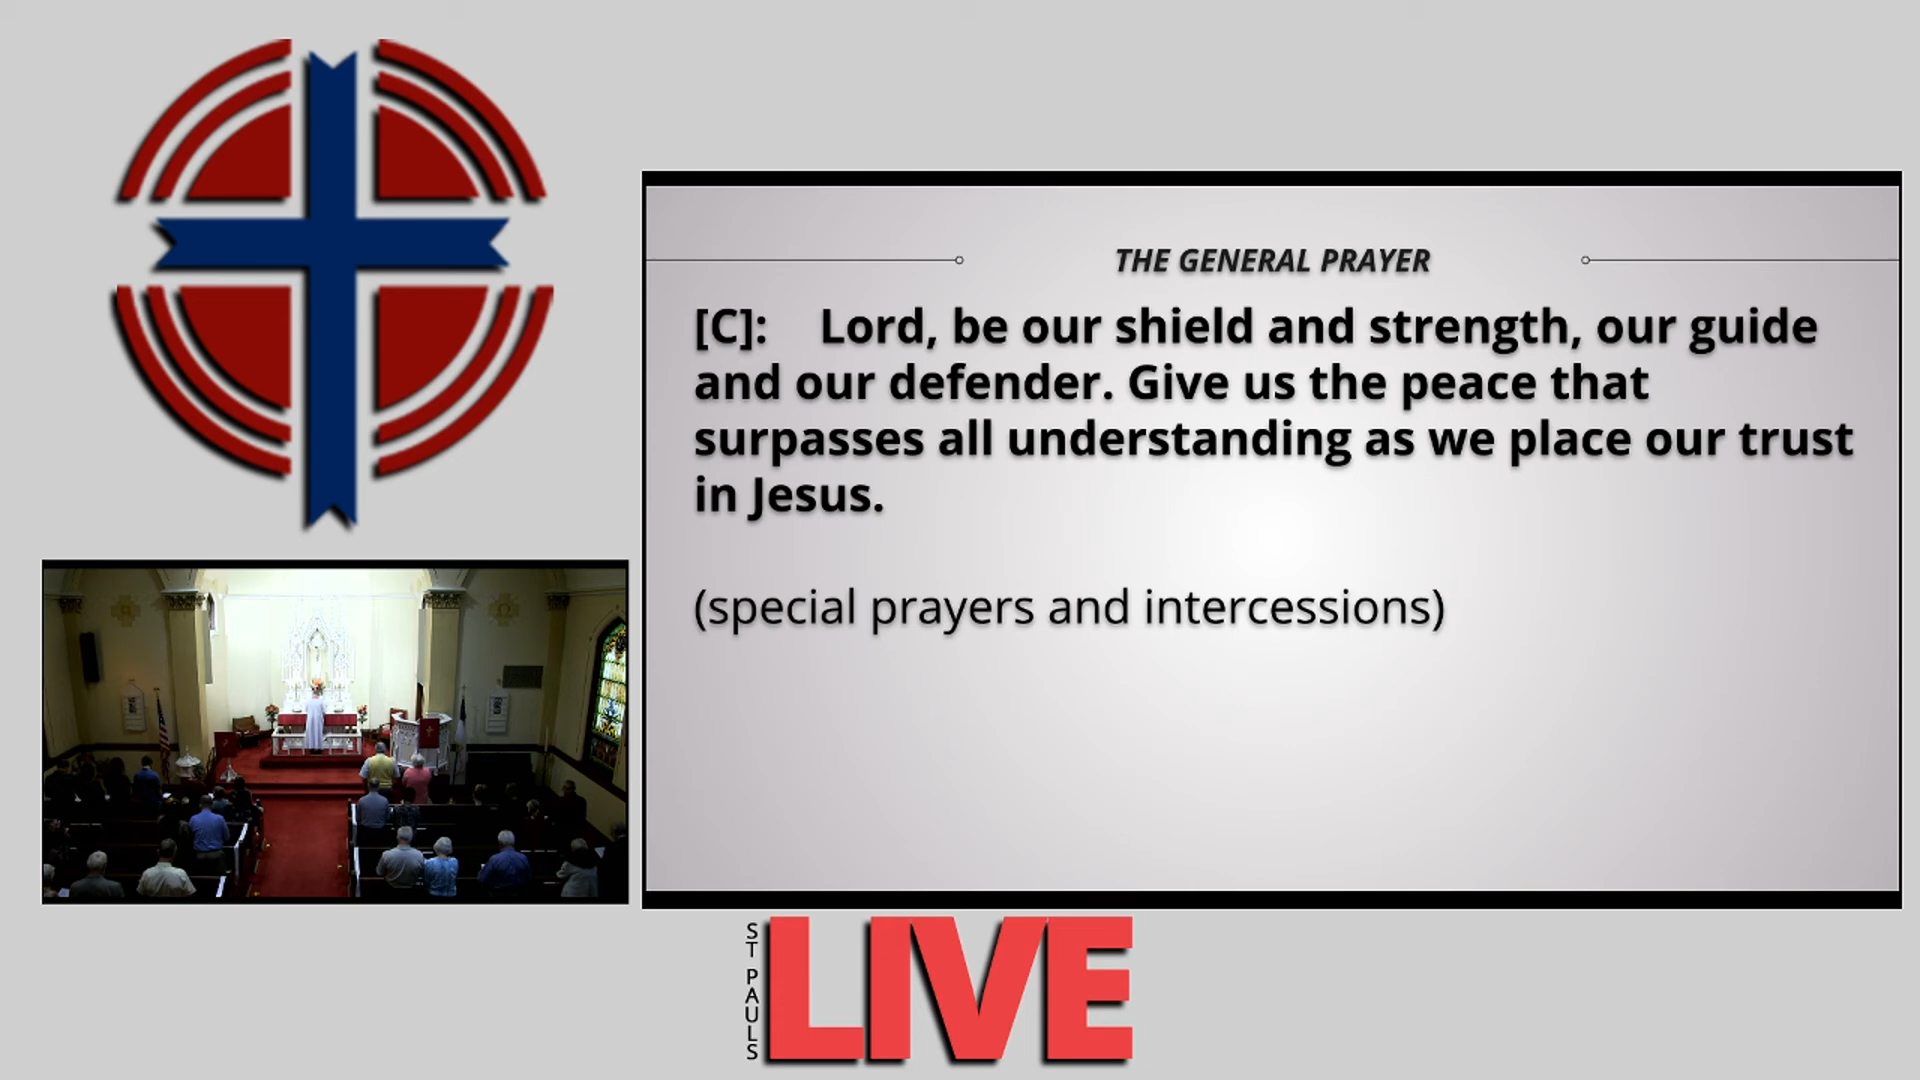 THE GENERAL PRAYER
[C]: Lord, be our shield and strength, our guide
and our defender. Give us the peace that
surpasses all understanding as we place our trust
in Jesus.
(special prayers and intercessions)
ST PAULS
LIVE